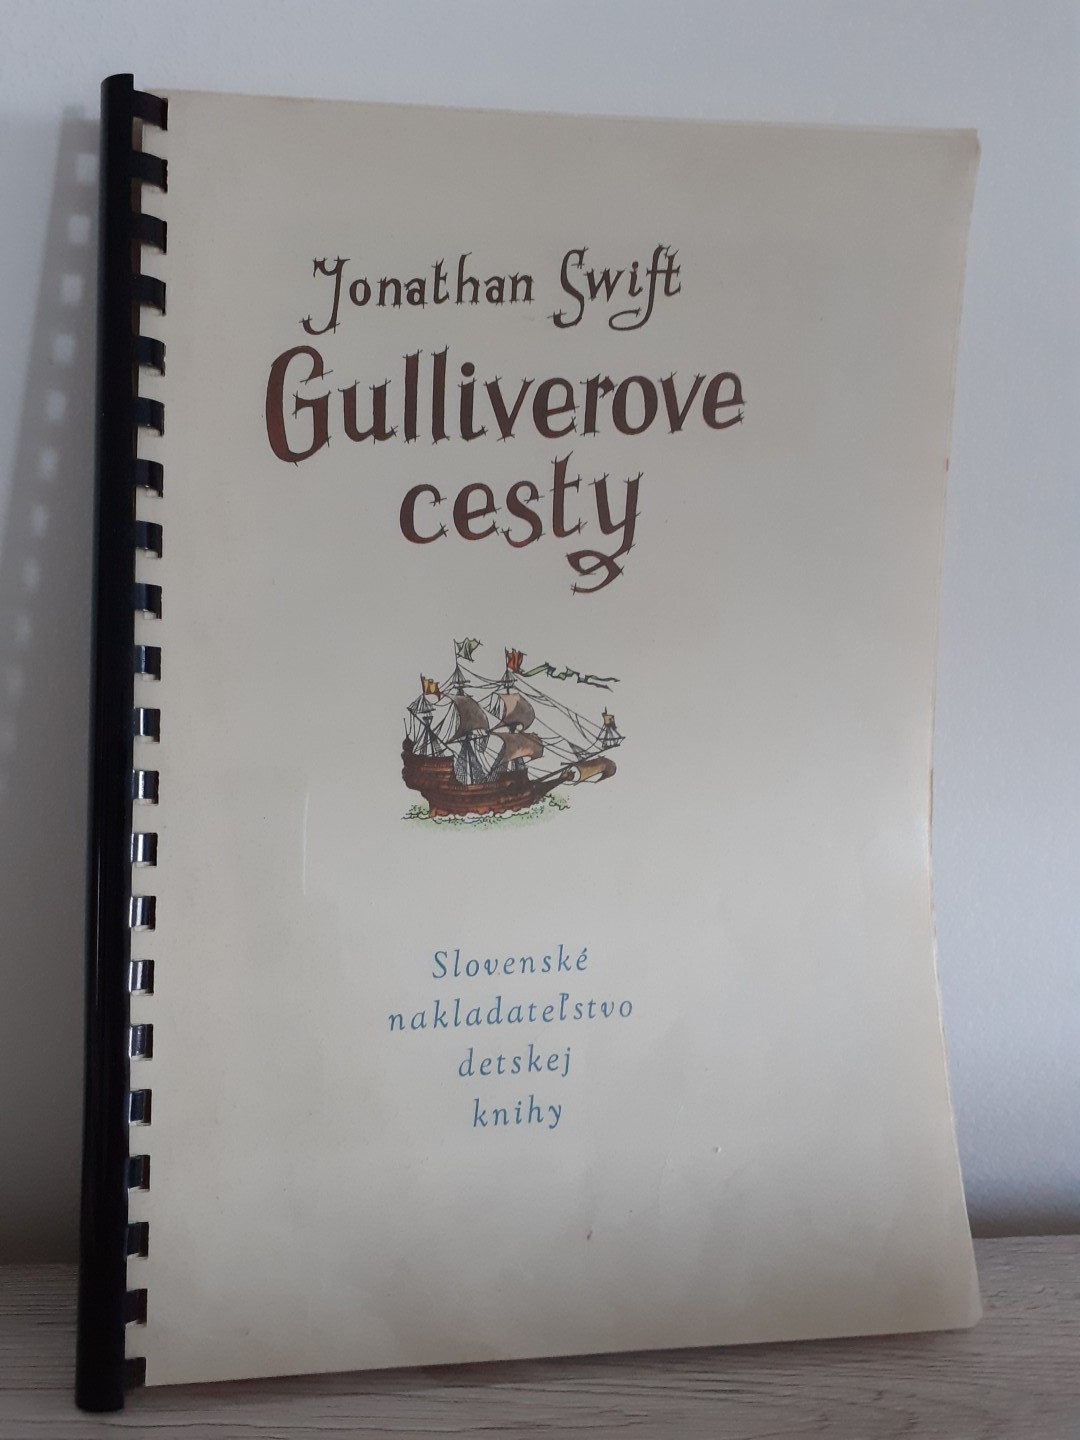 Jonathan Swift
Gulliverove
cesty
Slovenské
nakladateľstvo
detskej
knihy